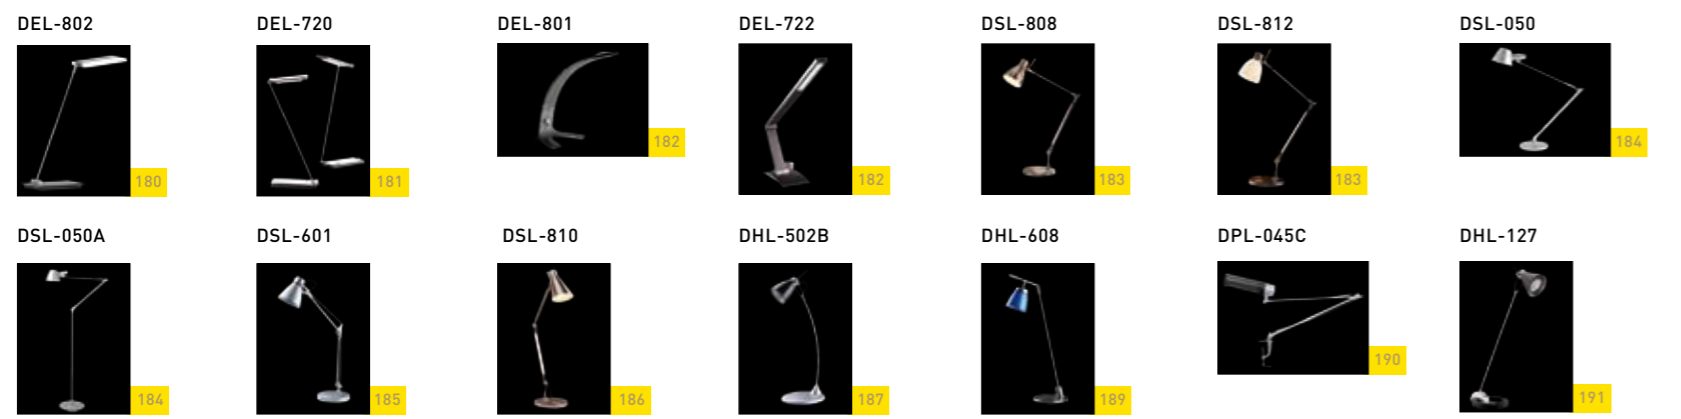 DEL-802
DEL-720
DEL-801
DEL-722
DSL-808
DSL-812
DSL-050
180
181
182
182
183
183
184
DSL-050A
DSL-601
DSL-810
DHL-502B
DHL-608
DPL-045C
DHL-127
184
185
186
187
189
190
191